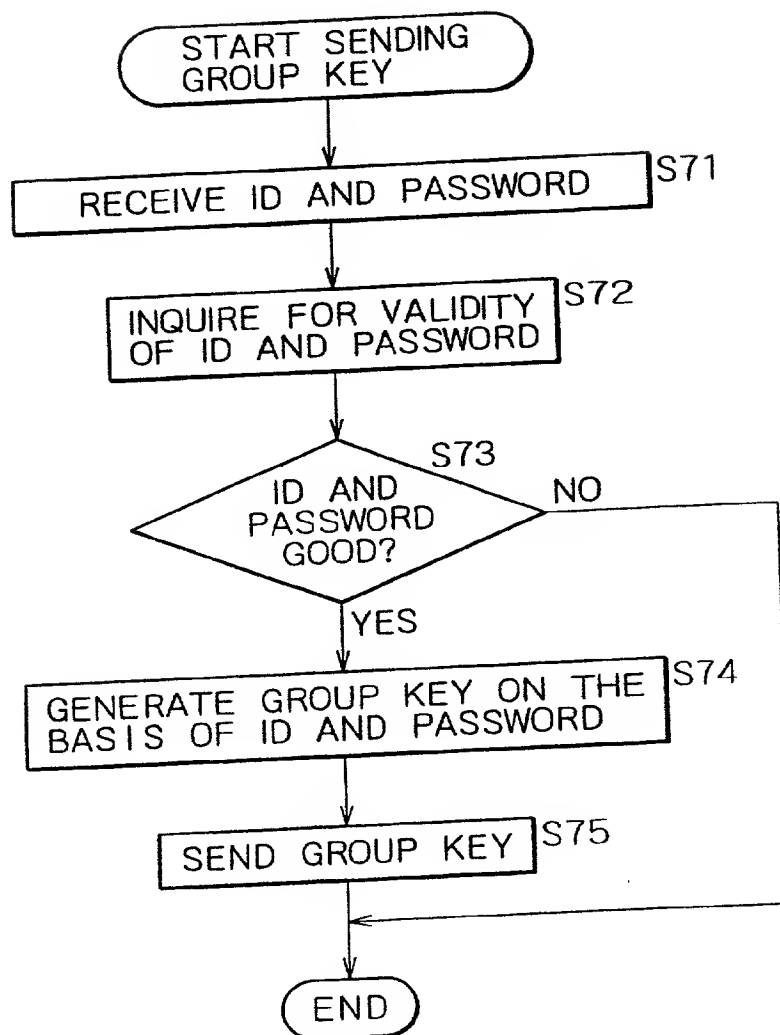 START SENDING
GROUP KEY
RECEIVE ID AND PASSWORD
S71
INQUIRE FOR VALIDITY
OF ID AND PASSWORD
S72
S73
ID AND
PASSWORD
GOOD?
NO
YES
GENERATE GROUP KEY ON THE
BASIS OF ID AND PASSWORD
S74
SEND GROUP KEY
S75
END